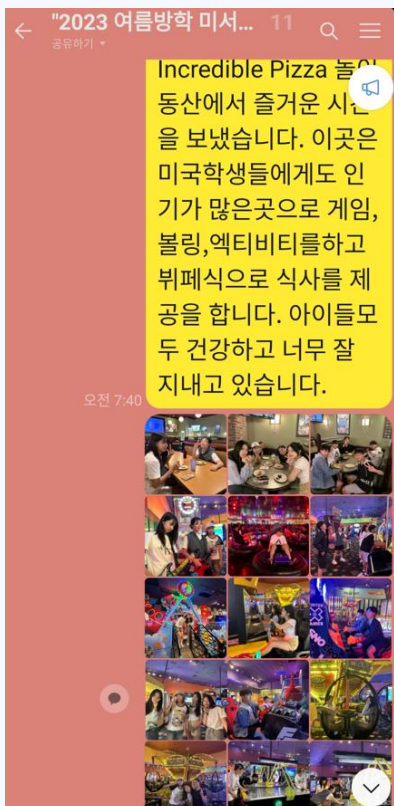 "2023 여름방학 미서... 11
공유하기
Incredible Pizza 놀이
동산에서 즐거운 시간
을 보냈습니다. 이곳은
미국학생들에게도 인
기가 많은곳으로 게임,
볼링,엑티비티를하고
뷔페식으로 식사를 제
공을 합니다. 아이들모
두 건강하고 너무 잘
지내고 있습니다.
오전 7:40